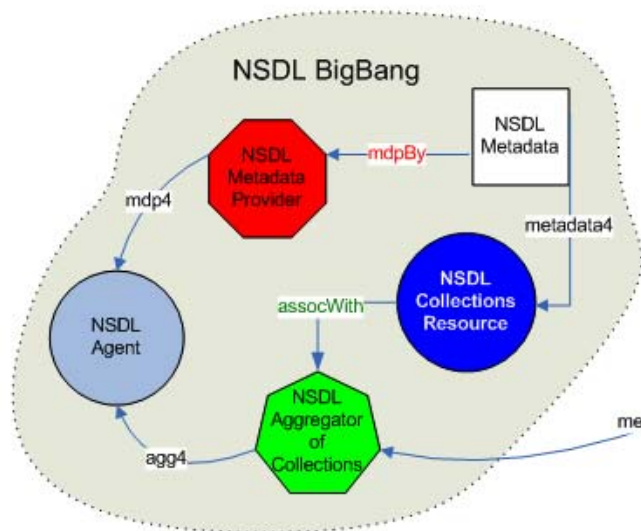 NSDL BigBang
NSDL
Metadata
NSDL
Metadata
Provider
mdpBy
mdp4
metadata4
NSDL
Collections
Resource
assocWith
NSDL
Agent
NSDL
Aggregator
of
Collections
me
agg4